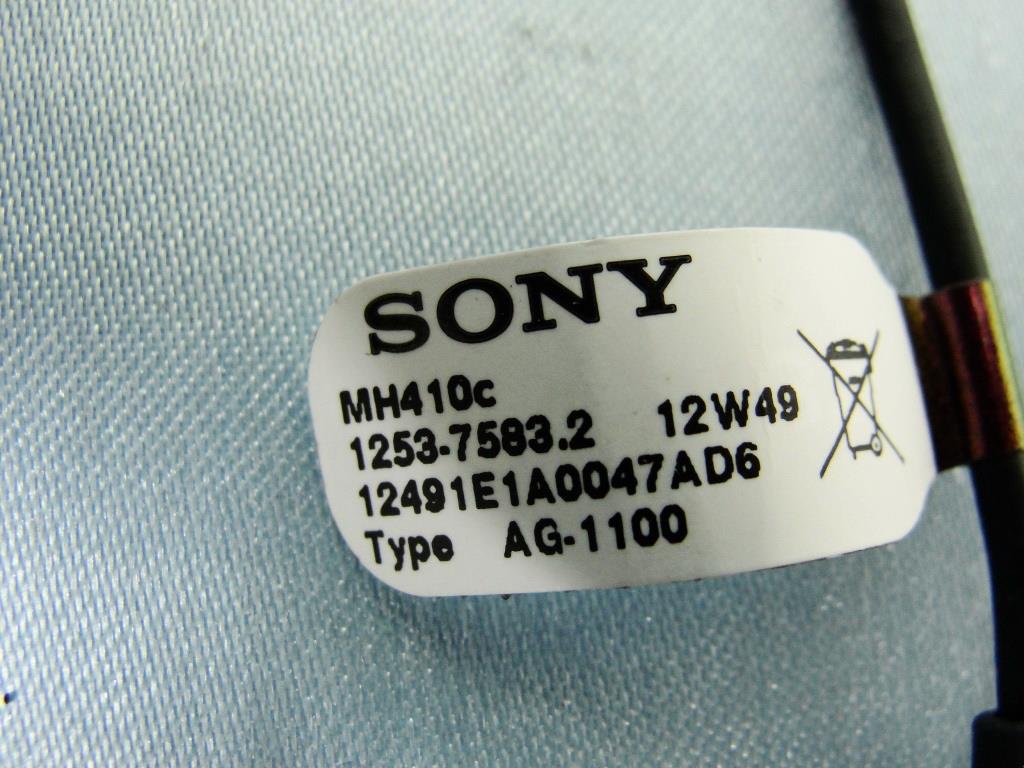 SONY
MH410c
1253-7583.2 12W49
12491E1A0047AD6
Type AG-1100